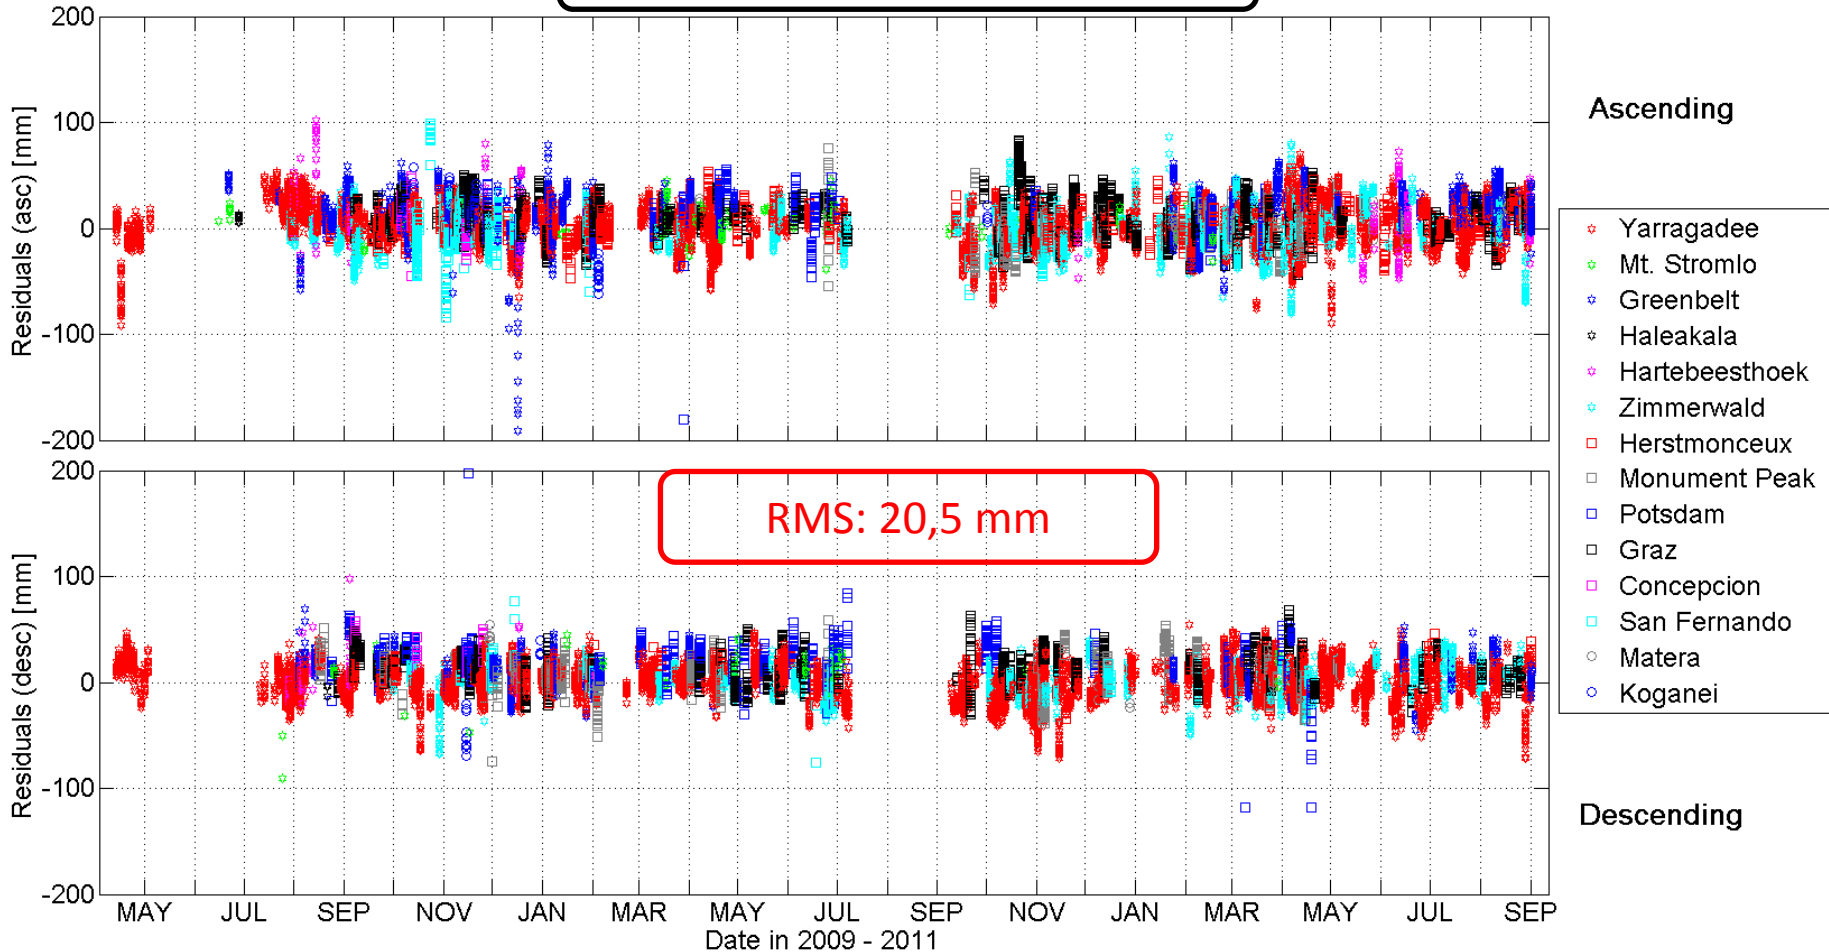 200
100
0
-100
-200
Residuals (asc) [mm]
Ascending
Yarragadee
Mt. Stromlo
Greenbelt
Haleakala
Hartebeesthoek
Zimmerwald
Herstmonceux
Monument Peak
Potsdam
Graz
Concepcion
San Fernando
Matera
Koganei
200
100
0
-100
-200
Residuals (desc) [mm]
RMS: 20,5 mm
Descending
MAY JUL SEP NOV JAN MAR MAY JUL SEP NOV JAN MAR MAY JUL SEP
Date in 2009 - 2011